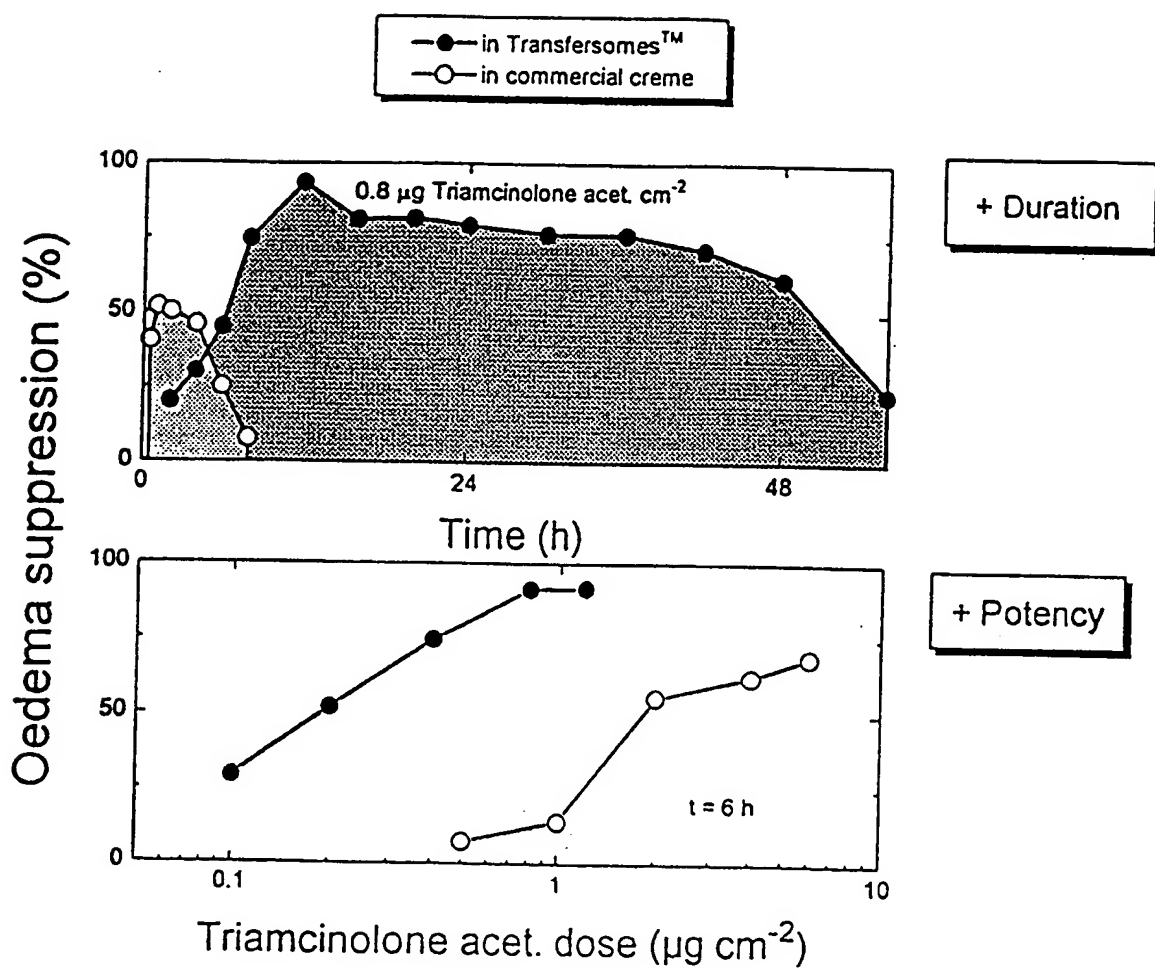 in Transfersomes™
in commercial creme
100
0.8 µg Triamcinolone acet. cm⁻²
+ Duration
50
0
0
24
48
Time (h)
Oedema suppression (%)
100
+ Potency
50
t = 6 h
0
0.1
1
10
Triamcinolone acet. dose (µg cm⁻²)